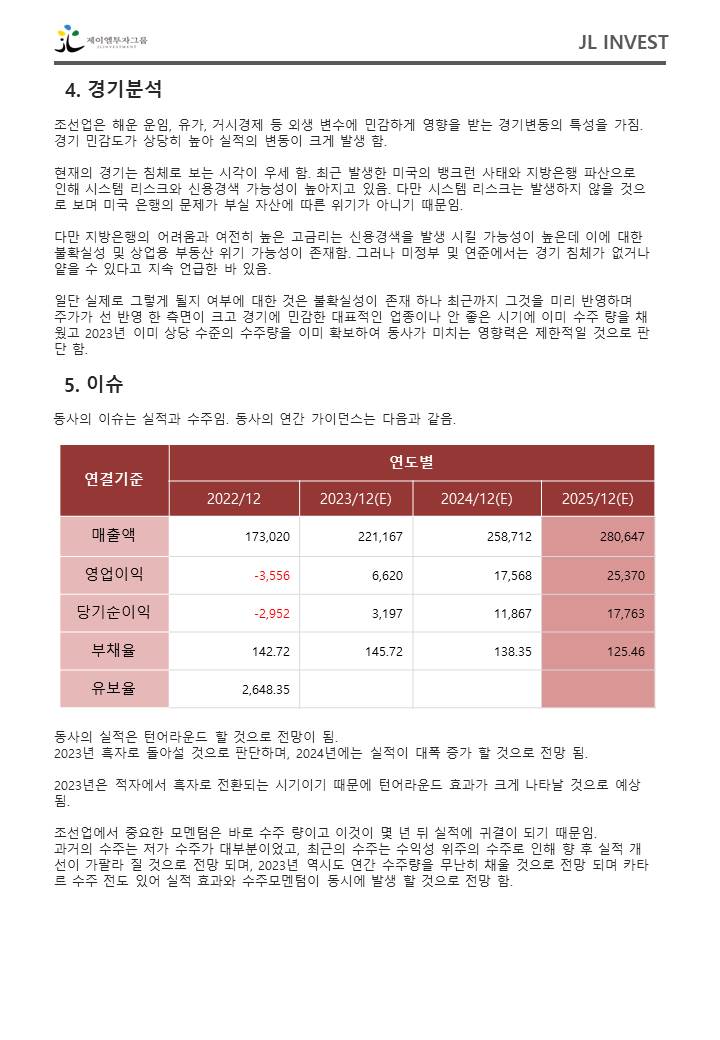 제이엘투자그룹
JLINVESTMENT
JL INVEST
4. 경기분석
조선업은 해운 운임, 유가, 거시경제 등 외생 변수에 민감하게 영향을 받는 경기변동의 특성을 가짐.
경기 민감도가 상당히 높아 실적의 변동이 크게 발생 함.
현재의 경기는 침체로 보는 시각이 우세 함. 최근 발생한 미국의 뱅크런 사태와 지방은행 파산으로
인해 시스템 리스크와 신용경색 가능성이 높아지고 있음. 다만 시스템 리스크는 발생하지 않을 것으
로 보며 미국 은행의 문제가 부실 자산에 따른 위기가 아니기 때문임.
다만 지방은행의 어려움과 여전히 높은 고금리는 신용경색을 발생 시킬 가능성이 높은데 이에 대한
불확실성 및 상업용 부동산 위기 가능성이 존재함. 그러나 미정부 및 연준에서는 경기 침체가 없거나
얕을 수 있다고 지속 언급한 바 있음.
일단 실제로 그렇게 될지 여부에 대한 것은 불확실성이 존재 하나 최근까지 그것을 미리 반영하며
주가가 선 반영 한 측면이 크고 경기에 민감한 대표적인 업종이나 안 좋은 시기에 이미 수주 량을 채
웠고 2023년 이미 상당 수준의 수주량을 이미 확보하여 동사가 미치는 영향력은 제한적일 것으로 판
단 함.
5. 이슈
동사의 이슈는 실적과 수주임. 동사의 연간 가이던스는 다음과 같음.
연결기준 연도별
2022/12 2023/12(E) 2024/12(E) 2025/12(E)
매출액 173,020 221,167 258,712 280,647
영업이익 -3,556 6,620 17,568 25,370
당기순이익 -2,952 3,197 11,867 17,763
부채율 142.72 145.72 138.35 125.46
유보율 2,648.35
동사의 실적은 턴어라운드 할 것으로 전망이 됨.
2023년 흑자로 돌아설 것으로 판단하며, 2024년에는 실적이 대폭 증가 할 것으로 전망 됨.
2023년은 적자에서 흑자로 전환되는 시기이기 때문에 턴어라운드 효과가 크게 나타날 것으로 예상
됨.
조선업에서 중요한 모멘텀은 바로 수주 량이고 이것이 몇 년 뒤 실적에 귀결이 되기 때문임.
과거의 수주는 저가 수주가 대부분이었고, 최근의 수주는 수익성 위주의 수주로 인해 향 후 실적 개
선이 가팔라 질 것으로 전망 되며, 2023년 역시도 연간 수주량을 무난히 채울 것으로 전망 되며 카타
르 수주 전도 있어 실적 효과와 수주모멘텀이 동시에 발생 할 것으로 전망 함.